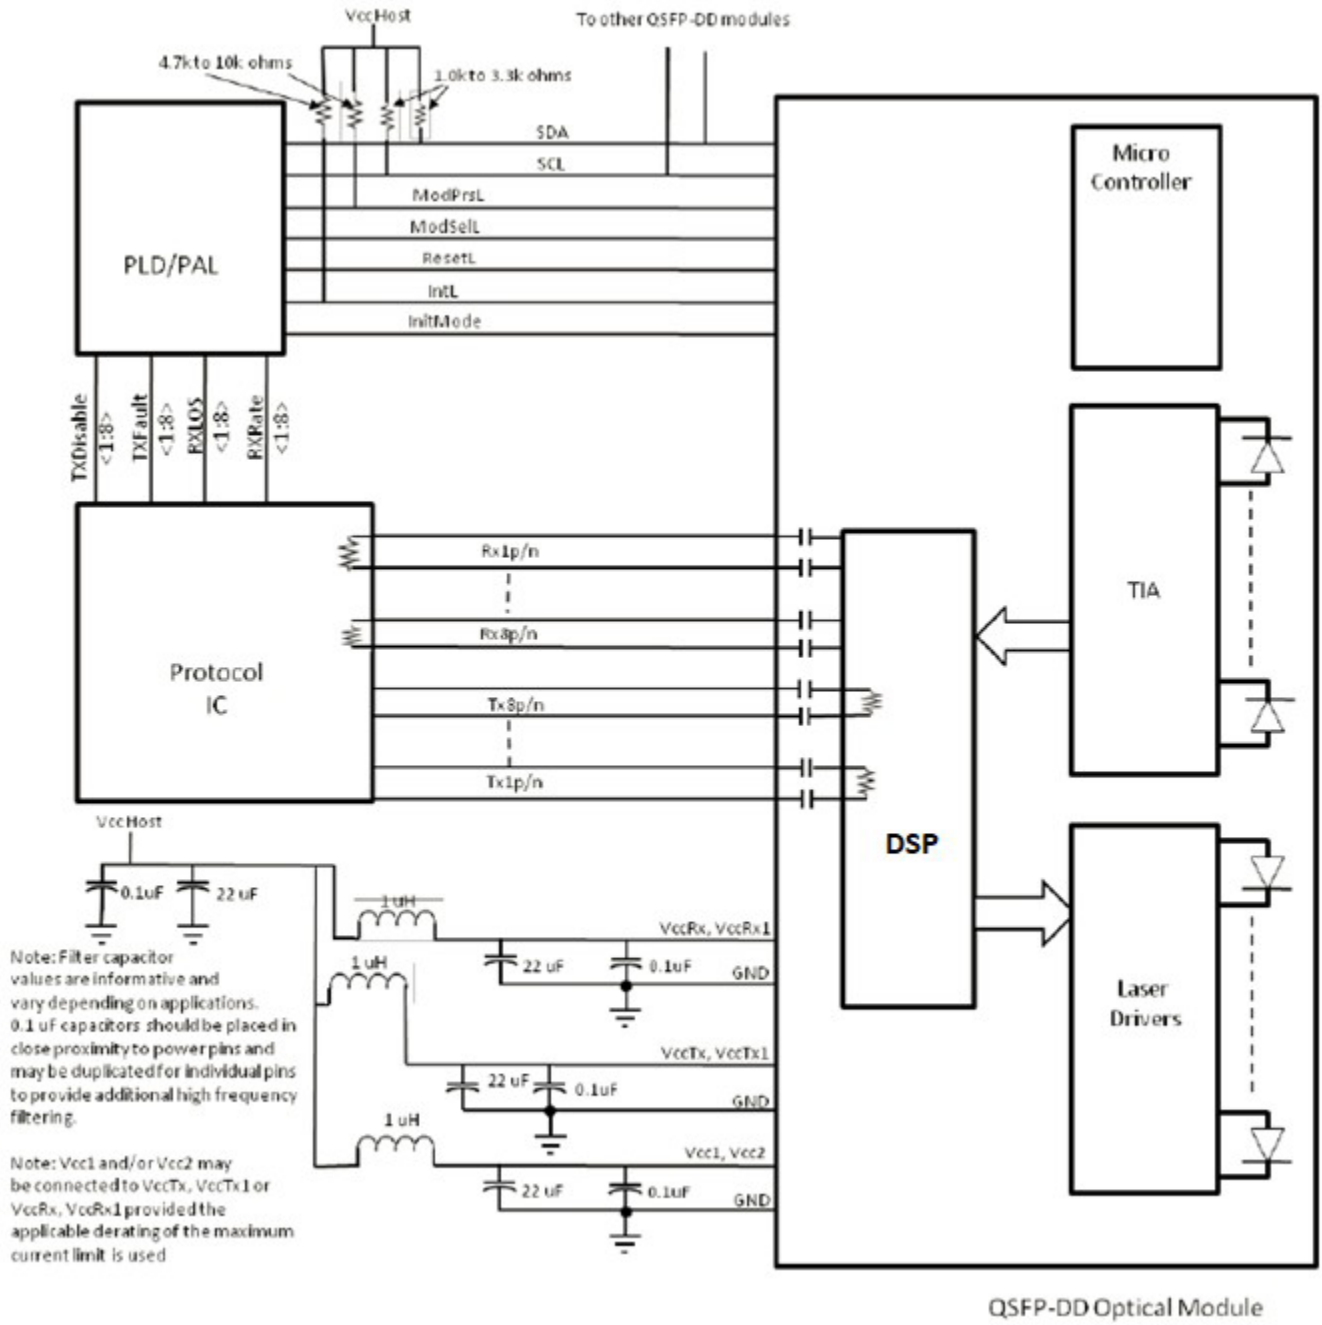 Vcc Host
To other QSFP-DD modules
4.7k to 10k ohms
1.0k to 3.3k ohms
SDA
SCL
ModPrsL
ModSelL
ResetL
IntL
InitMode
PLD/PAL
Micro
Controller
TXDisable
<1:8>
TXFault
<1:8>
RXLOS
<1:8>
RXRate
<1:8>
Rx1p/n
Rx8p/n
Tx8p/n
Tx1p/n
Protocol
IC
TIA
DSP
Laser
Drivers
Vcc Host
0.1uF
22 uF
1 uH
VccRx, VccRx1
22 uF
0.1uF
GND
1 uH
VccTx, VccTx1
22 uF
0.1uF
GND
1 uH
Vcc1, Vcc2
22 uF
0.1uF
GND
Note: Filter capacitor
values are informative and
vary depending on applications.
0.1 uf capacitors should be placed in
close proximity to power pins and
may be duplicated for individual pins
to provide additional high frequency
filtering.
Note: Vcc1 and/or Vcc2 may
be connected to VccTx, VccTx1 or
VccRx, VccRx1 provided the
applicable derating of the maximum
current limit is used
QSFP-DD Optical Module